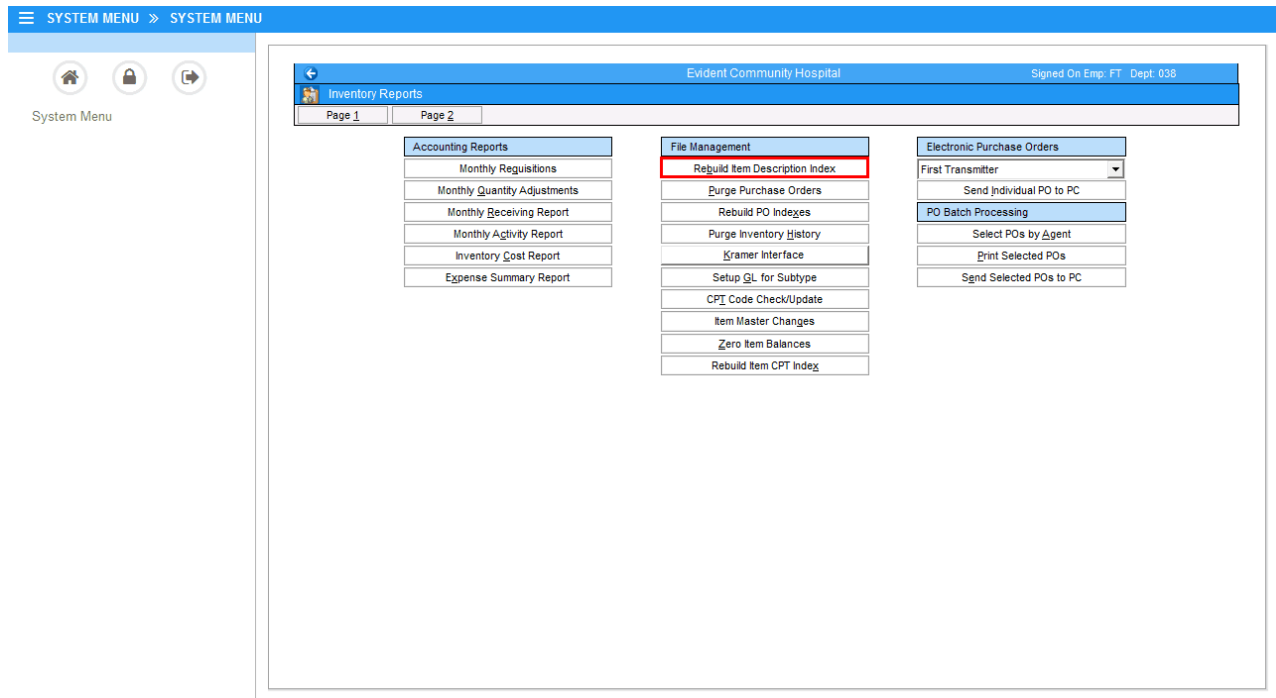 SYSTEM MENU » SYSTEM MENU
System Menu
Evident Community Hospital Signed On Emp: FT Dept: 038
Inventory Reports
Page 1 Page 2
Accounting Reports
Monthly Requisitions
Monthly Quantity Adjustments
Monthly Receiving Report
Monthly Activity Report
Inventory Cost Report
Expense Summary Report
File Management
Rebuild Item Description Index
Purge Purchase Orders
Rebuild PO Indexes
Purge Inventory History
Kramer Interface
Setup GL for Subtype
CPT Code Check/Update
Item Master Changes
Zero Item Balances
Rebuild Item CPT Index
Electronic Purchase Orders
First Transmitter
Send Individual PO to PC
PO Batch Processing
Select POs by Agent
Print Selected POs
Send Selected POs to PC